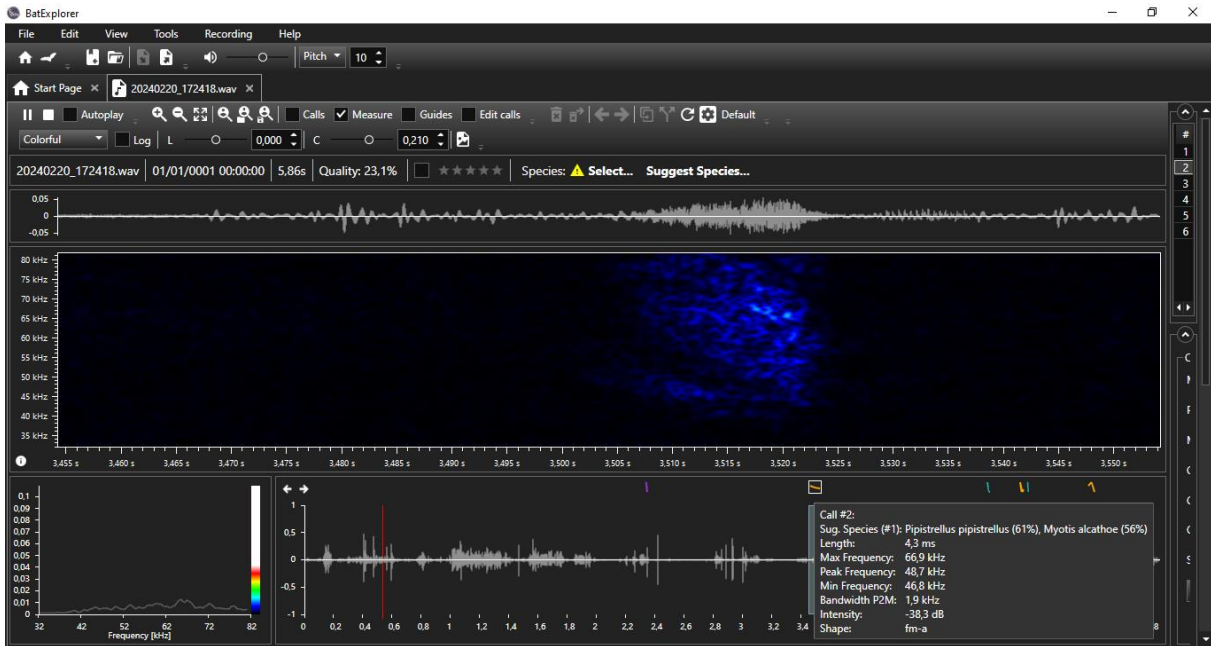 BatExplorer
File Edit View Tools Recording Help
Pitch 10
Start Page × 20240220_172418.wav ×
Autoplay Calls Measure Guides Edit calls Default
Colorful Log L 0,000 C 0,210
20240220_172418.wav 01/01/0001 00:00:00 5,86s Quality: 23,1% Species: Select... Suggest Species...
#
1
2
3
4
5
6
0,05
0
-0,05
80 kHz
75 kHz
70 kHz
65 kHz
60 kHz
55 kHz
50 kHz
45 kHz
40 kHz
35 kHz
3,455 s 3,460 s 3,465 s 3,470 s 3,475 s 3,480 s 3,485 s 3,490 s 3,495 s 3,500 s 3,505 s 3,510 s 3,515 s 3,520 s 3,525 s 3,530 s 3,535 s 3,540 s 3,545 s 3,550 s
0,1
0,09
0,08
0,07
0,06
0,05
0,04
0,03
0,02
0,01
0
32 42 52 62 72 82
Frequency [kHz]
1
0,5
0
-0,5
-1
0 0,2 0,4 0,6 0,8 1 1,2 1,4 1,6 1,8 2 2,2 2,4 2,6 2,8 3 3,2 3,4
Call #2:
Sug. Species (#1): Pipistrellus pipistrellus (61%), Myotis alcathoe (56%)
Length: 4,3 ms
Max Frequency: 66,9 kHz
Peak Frequency: 48,7 kHz
Min Frequency: 46,8 kHz
Bandwidth P2M: 1,9 kHz
Intensity: -38,3 dB
Shape: fm-a